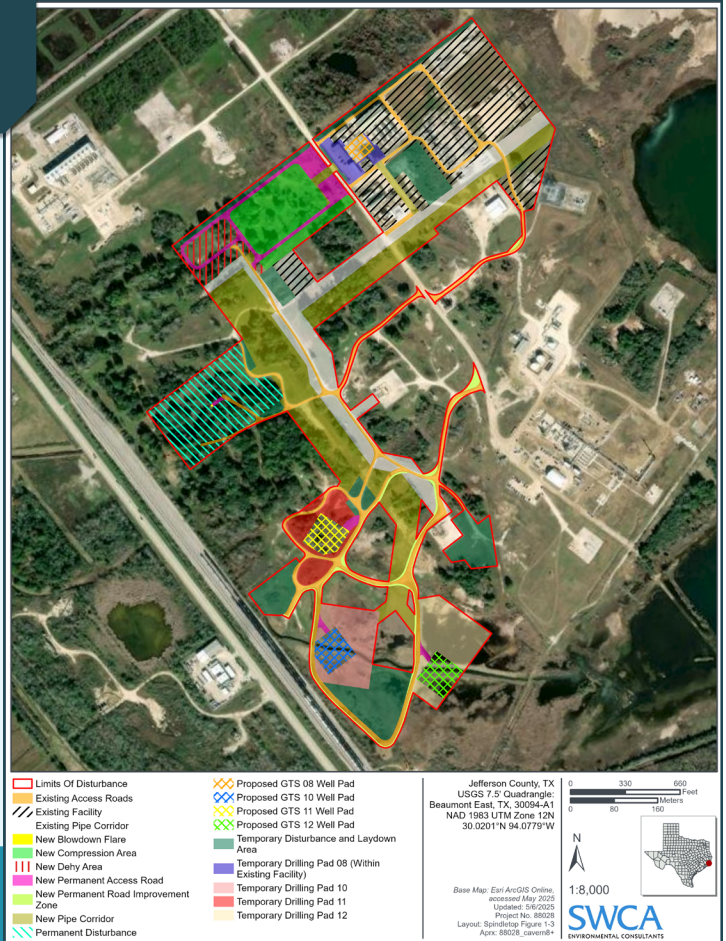 Limits Of Disturbance
Existing Access Roads
Existing Facility
Existing Pipe Corridor
New Blowdown Flare
New Compression Area
New Dehy Area
New Permanent Access Road
New Permanent Road Improvement
Zone
New Pipe Corridor
Permanent Disturbance
Proposed GTS 08 Well Pad
Proposed GTS 10 Well Pad
Proposed GTS 11 Well Pad
Proposed GTS 12 Well Pad
Temporary Disturbance and Laydown
Area
Temporary Drilling Pad 08 (Within
Existing Facility)
Temporary Drilling Pad 10
Temporary Drilling Pad 11
Temporary Drilling Pad 12
Jefferson County, TX
USGS 7.5' Quadrangle:
Beaumont East, TX, 30094-A1
NAD 1983 UTM Zone 12N
30.0201°N 94.0779°W
Base Map: Esri ArcGIS Online,
accessed May 2025
Updated: 5/6/2025
Project No. 88028
Layout: Spindletop Figure 1-3
Aprx: 88028_cavern8+
0 330 660
Feet
Meters
0 80 160
N
1:8,000
SWCA
ENVIRONMENTAL CONSULTANTS